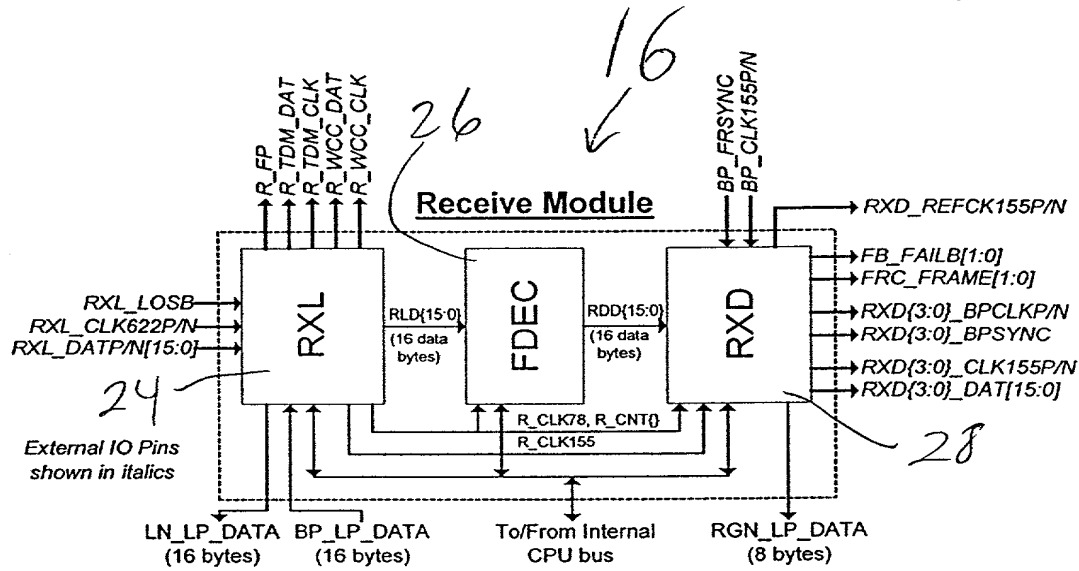 16
26
R_FP
R_TDM_DAT
R_TDM_CLK
R_WCC_DAT
R_WCC_CLK
BP_FRSYNC
BP_CLK155P/N
Receive Module
RXD_REFCK155P/N
RXL_LOSB
RXL_CLK622P/N
RXL_DATP/N[15:0]
RXL
RLD{15:0}
(16 data
bytes)
FDEC
RDD{15:0}
(16 data
bytes)
RXD
FB_FAILB[1:0]
FRC_FRAME[1:0]
RXD{3:0}_BPCLKP/N
RXD{3:0}_BPSYNC
RXD{3:0}_CLK155P/N
RXD{3:0}_DAT[15:0]
24
R_CLK78, R_CNT{}
R_CLK155
28
External IO Pins
shown in italics
LN_LP_DATA
(16 bytes)
BP_LP_DATA
(16 bytes)
To/From Internal
CPU bus
RGN_LP_DATA
(8 bytes)